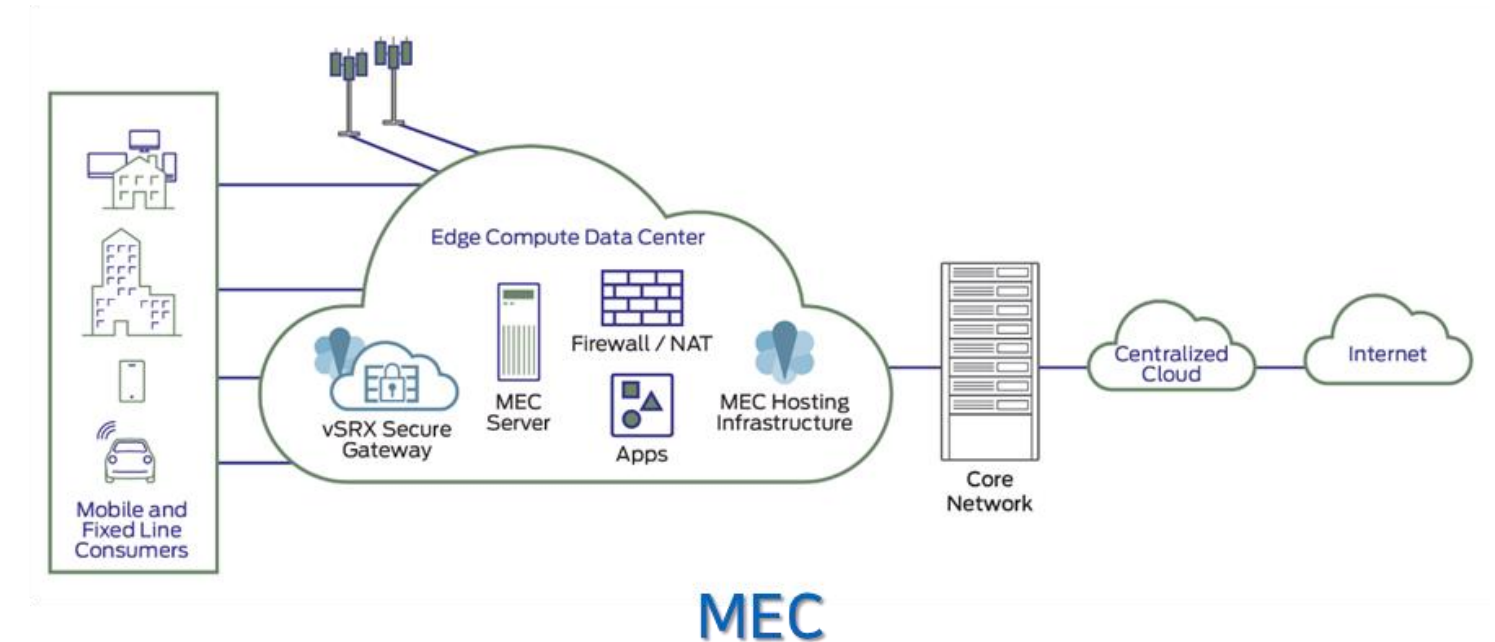 Edge Compute Data Center
Firewall / NAT
vSRX Secure
Gateway
MEC
Server
Apps
MEC Hosting
Infrastructure
Core
Network
Centralized
Cloud
Internet
Mobile and
Fixed Line
Consumers
MEC